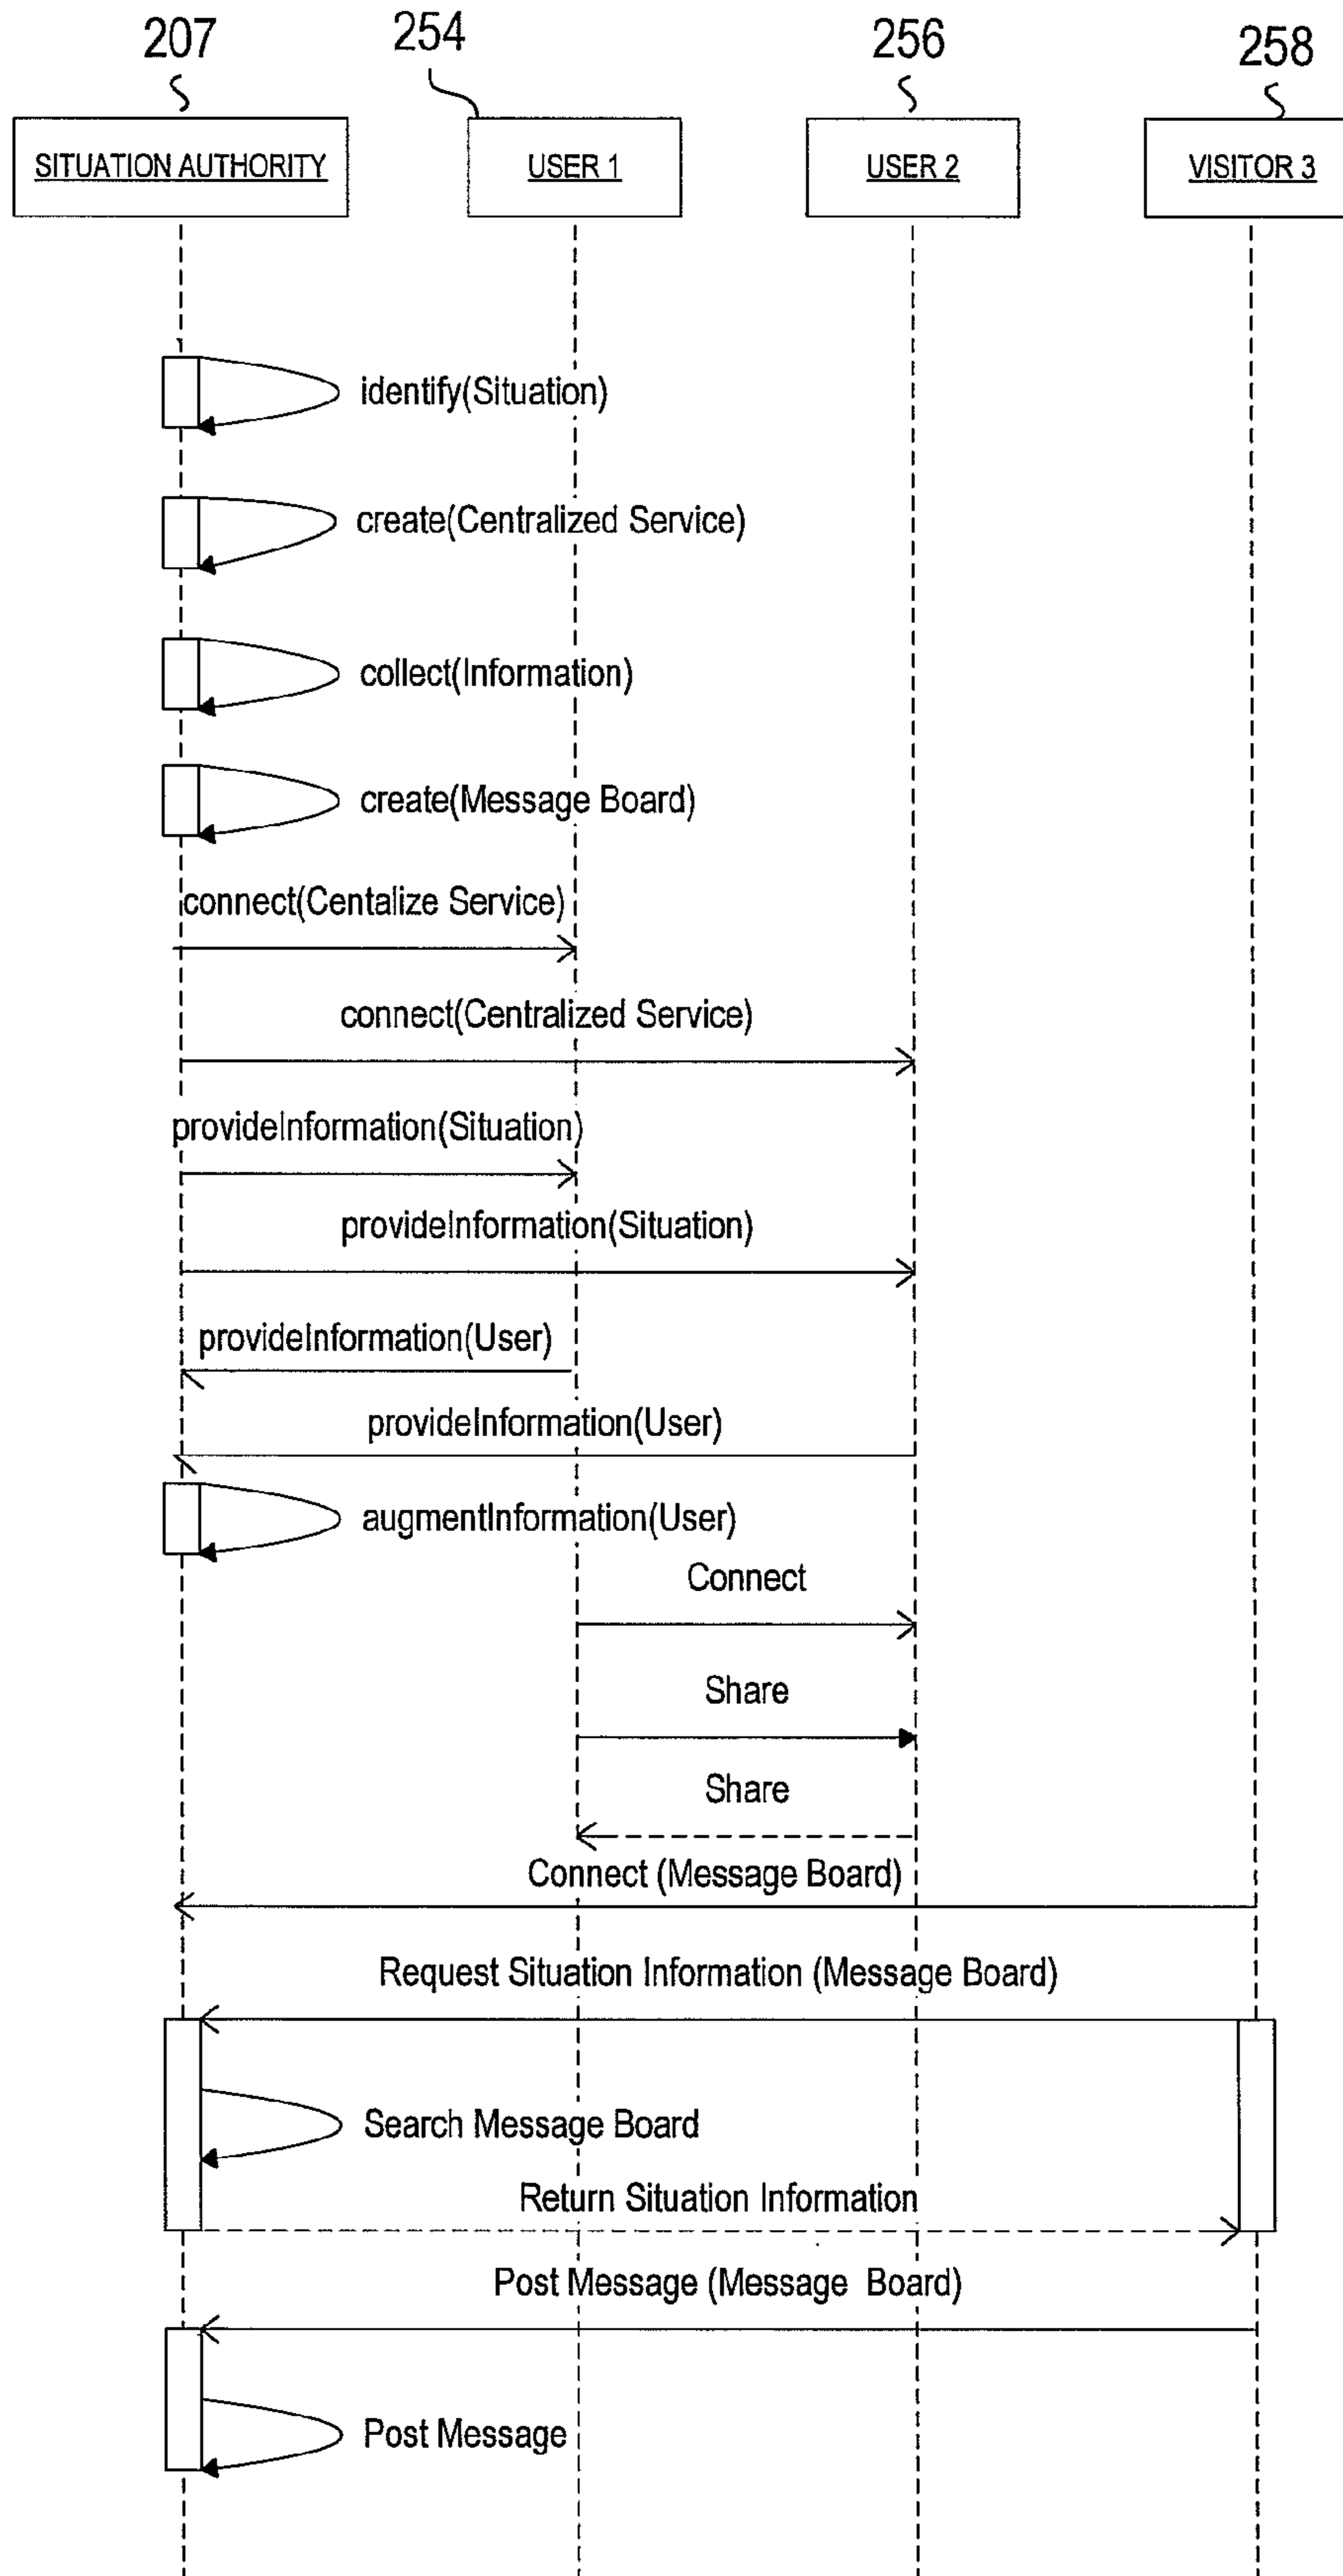 207
254
256
258
SITUATION AUTHORITY
USER 1
USER 2
VISITOR 3
identify(Situation)
create(Centralized Service)
collect(Information)
create(Message Board)
connect(Centalize Service)
connect(Centralized Service)
provideInformation(Situation)
provideInformation(Situation)
provideInformation(User)
provideInformation(User)
augmentInformation(User)
Connect
Share
Share
Connect (Message Board)
Request Situation Information (Message Board)
Search Message Board
Return Situation Information
Post Message (Message Board)
Post Message